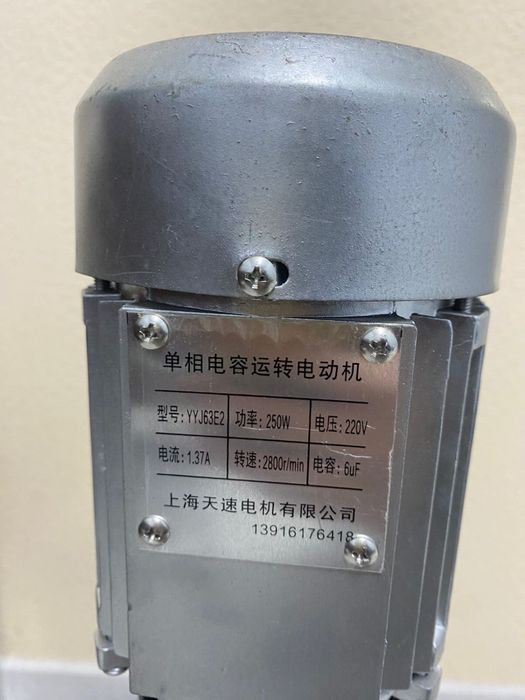 单相电容运转电动机
型号: YYJ63E2 功率: 250W 电压: 220V
电流: 1.37A 转速: 2800r/min 电容: 6uF
上海天速电机有限公司
13916176418